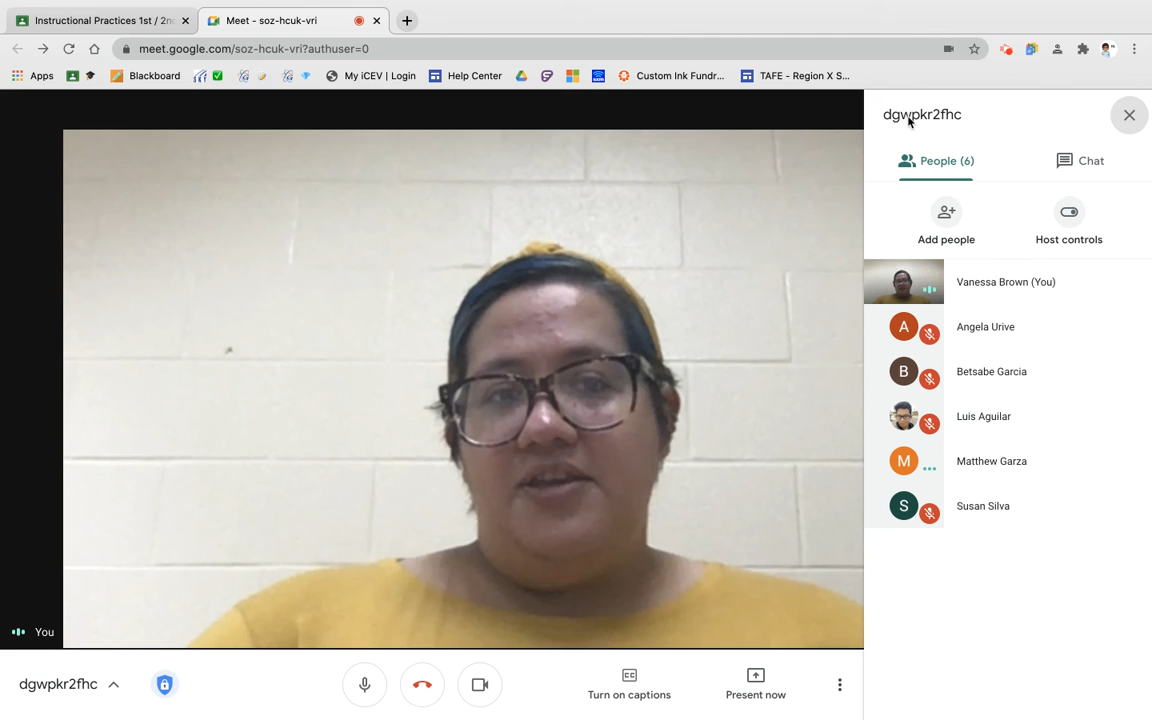 Instructional Practices 1st / 2n
Meet - soz-hcuk-vri
meet.google.com/soz-hcuk-vri?authuser=0
Apps
Blackboard
My iCEV | Login
Help Center
Custom Ink Fundr...
TAFE - Region X S...
dgwpkr2fhc
People (6)
Chat
Add people
Host controls
Vanessa Brown (You)
A
Angela Urive
B
Betsabe Garcia
Luis Aguilar
M
Matthew Garza
S
Susan Silva
You
dgwpkr2fhc
CC
Turn on captions
Present now